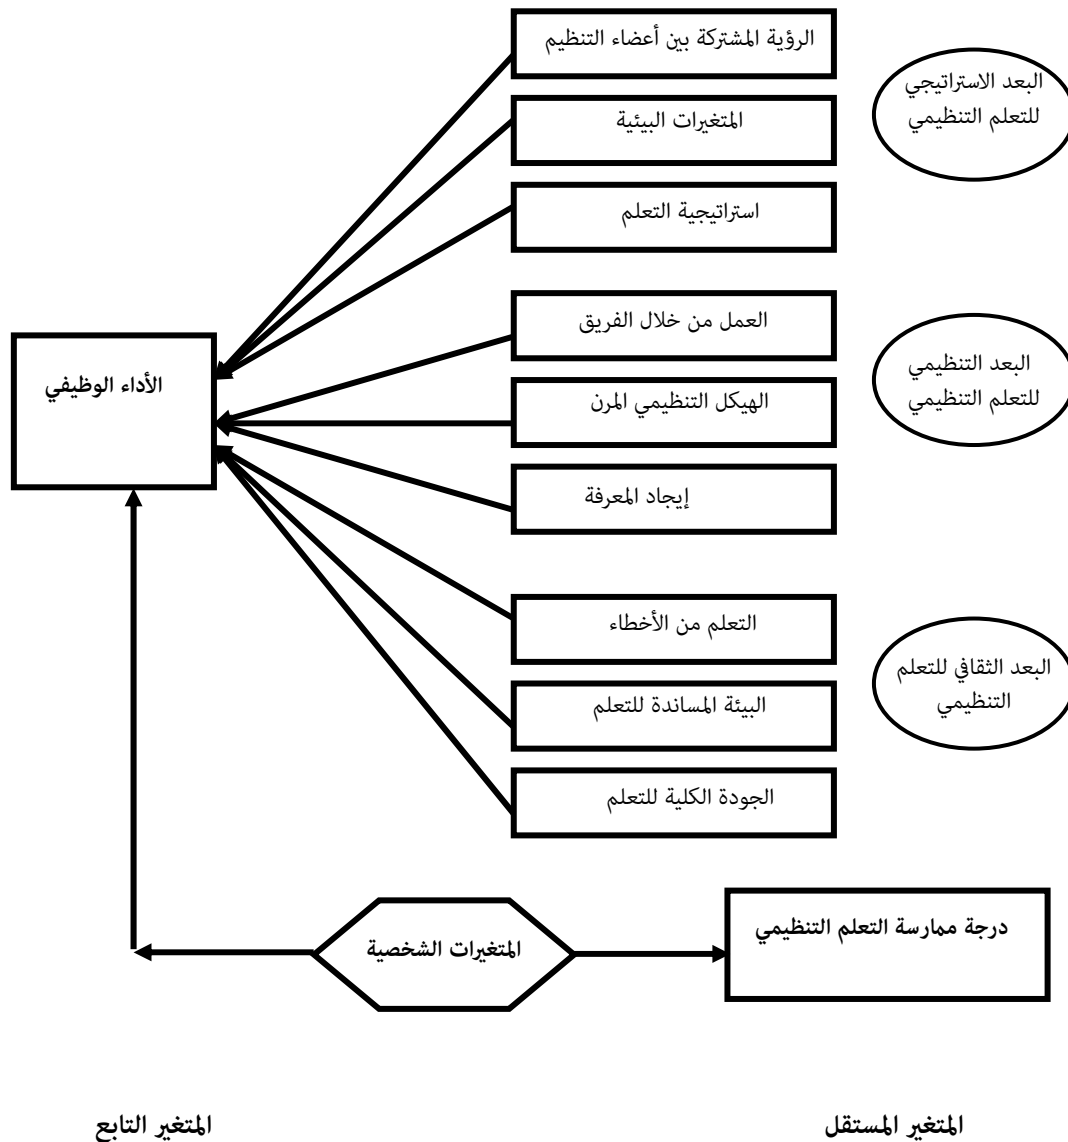 الرؤية المشتركة بين أعضاء التنظيم
البعد الاستراتيجي
للتعلم التنظيمي
المتغيرات البيئية
استراتيجية التعلم
العمل من خلال الفريق
البعد التنظيمي
للتعلم التنظيمي
الأداء الوظيفي
الهيكل التنظيمي المرن
إيجاد المعرفة
التعلم من الأخطاء
البعد الثقافي للتعلم
التنظيمي
البيئة المساندة للتعلم
الجودة الكلية للتعلم
درجة ممارسة التعلم التنظيمي
المتغيرات الشخصية
المتغير المستقل
المتغير التابع